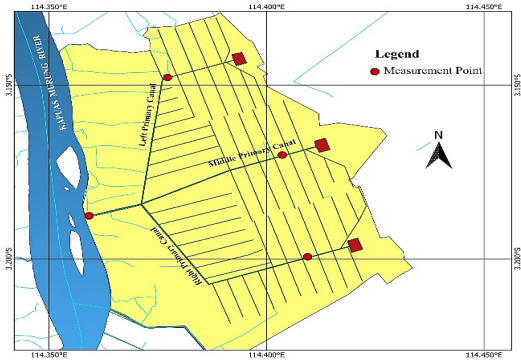 114.350°E 114.400°E 114.450°E
KAPUAS MURUNG RIVER
Left Primary Canal
Middle Primary Canal
Right Primary Canal
Legend
Measurement Point
N
3.150°S 3.150°S
3.200°S 3.200°S
114.350°E 114.400°E 114.450°E